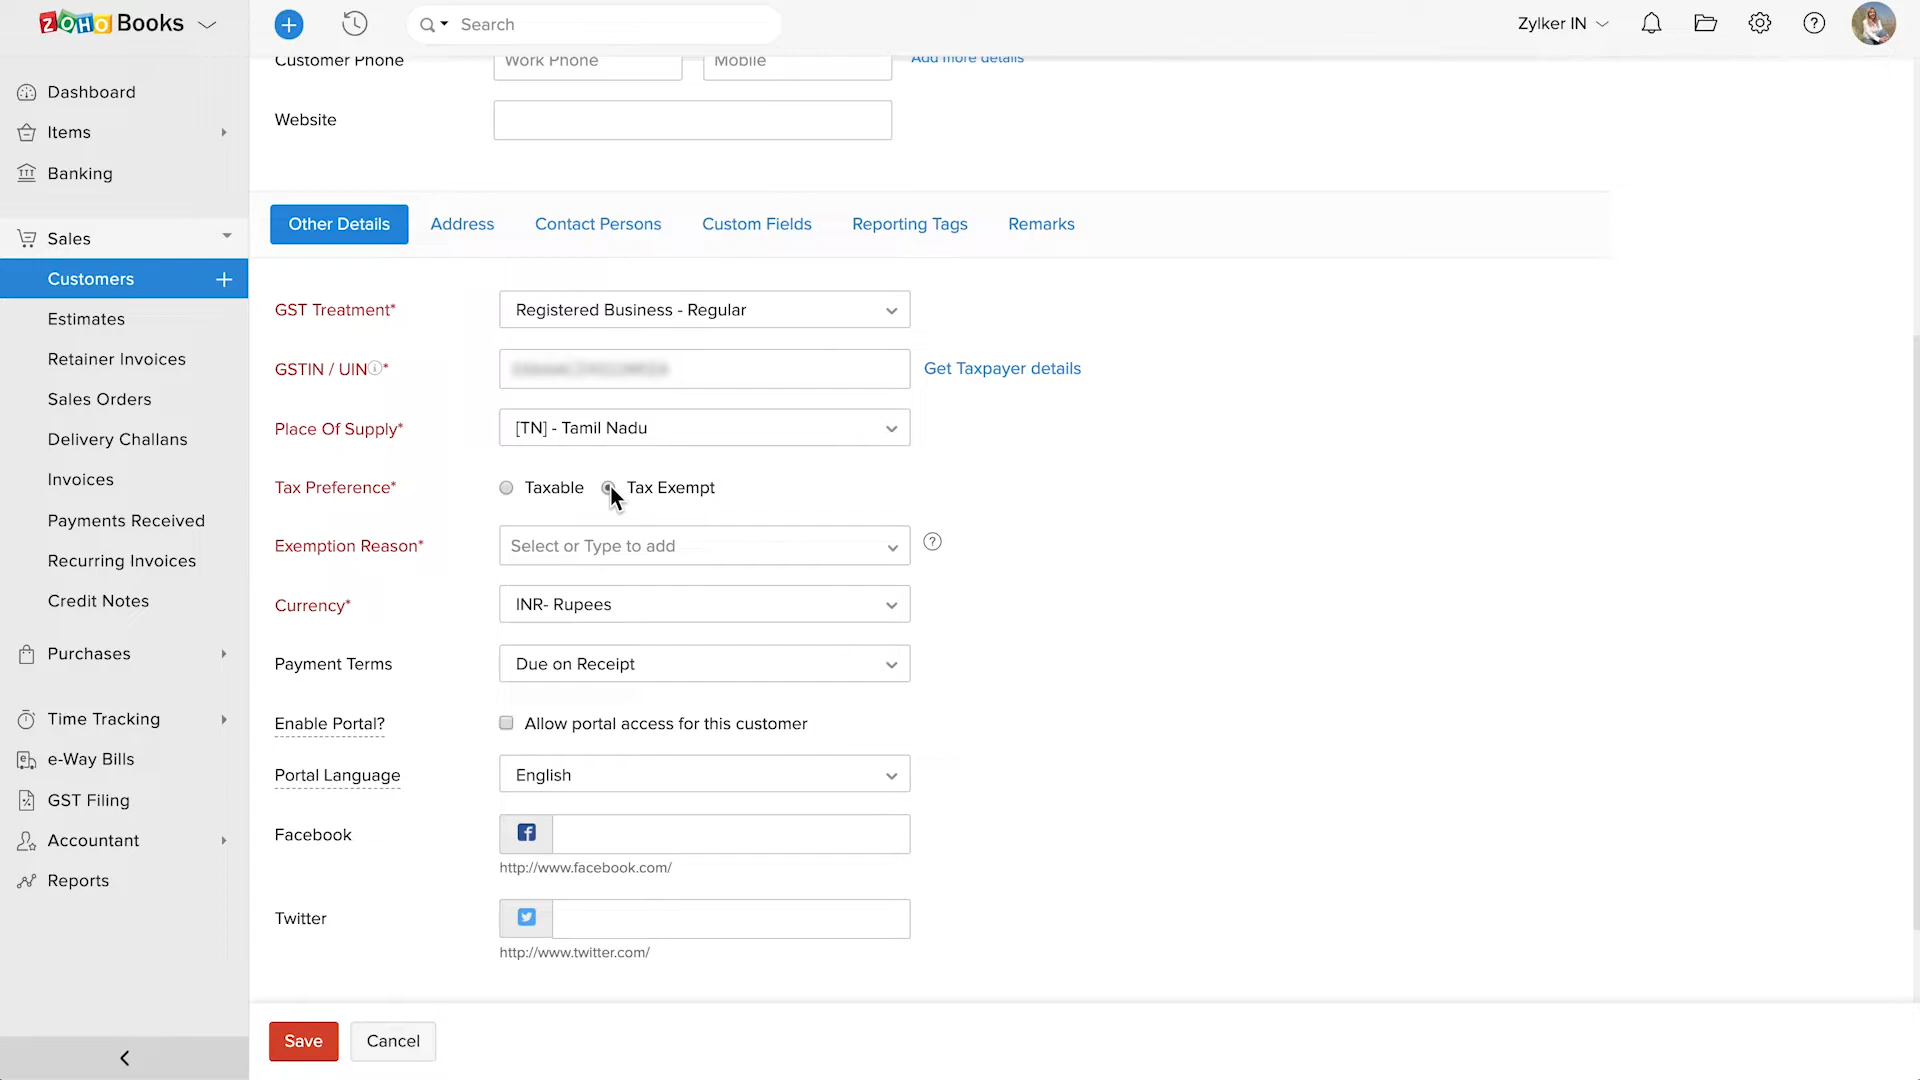 ZOHO Books
Search
Zylker IN
Dashboard
Items
Banking
Sales
Customers
Estimates
Retainer Invoices
Sales Orders
Delivery Challans
Invoices
Payments Received
Recurring Invoices
Credit Notes
Purchases
Time Tracking
e-Way Bills
GST Filing
Accountant
Reports
Customer Phone Work Phone Mobile Add more details
Website
Other Details Address Contact Persons Custom Fields Reporting Tags Remarks
GST Treatment* Registered Business - Regular
GSTIN / UIN* Get Taxpayer details
Place Of Supply* [TN] - Tamil Nadu
Tax Preference* Taxable Tax Exempt
Exemption Reason* Select or Type to add
Currency* INR- Rupees
Payment Terms Due on Receipt
Enable Portal? Allow portal access for this customer
Portal Language English
Facebook
http://www.facebook.com/
Twitter
http://www.twitter.com/
Save Cancel